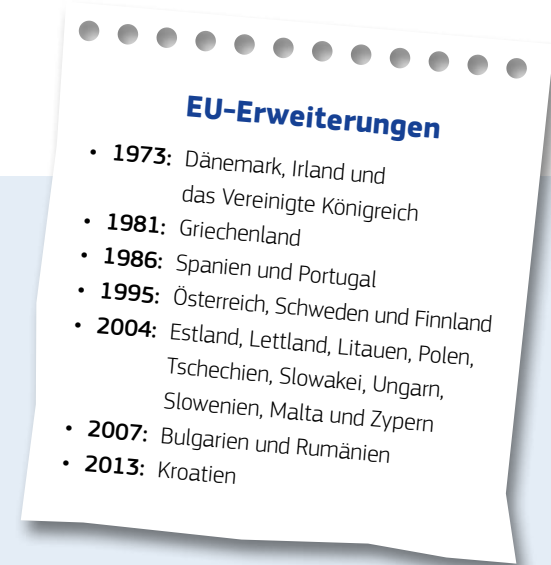 EU-Erweiterungen
• 1973: Dänemark, Irland und
das Vereinigte Königreich
• 1981: Griechenland
• 1986: Spanien und Portugal
• 1995: Österreich, Schweden und Finnland
• 2004: Estland, Lettland, Litauen, Polen,
Tschechien, Slowakei, Ungarn,
Slowenien, Malta und Zypern
• 2007: Bulgarien und Rumänien
• 2013: Kroatien